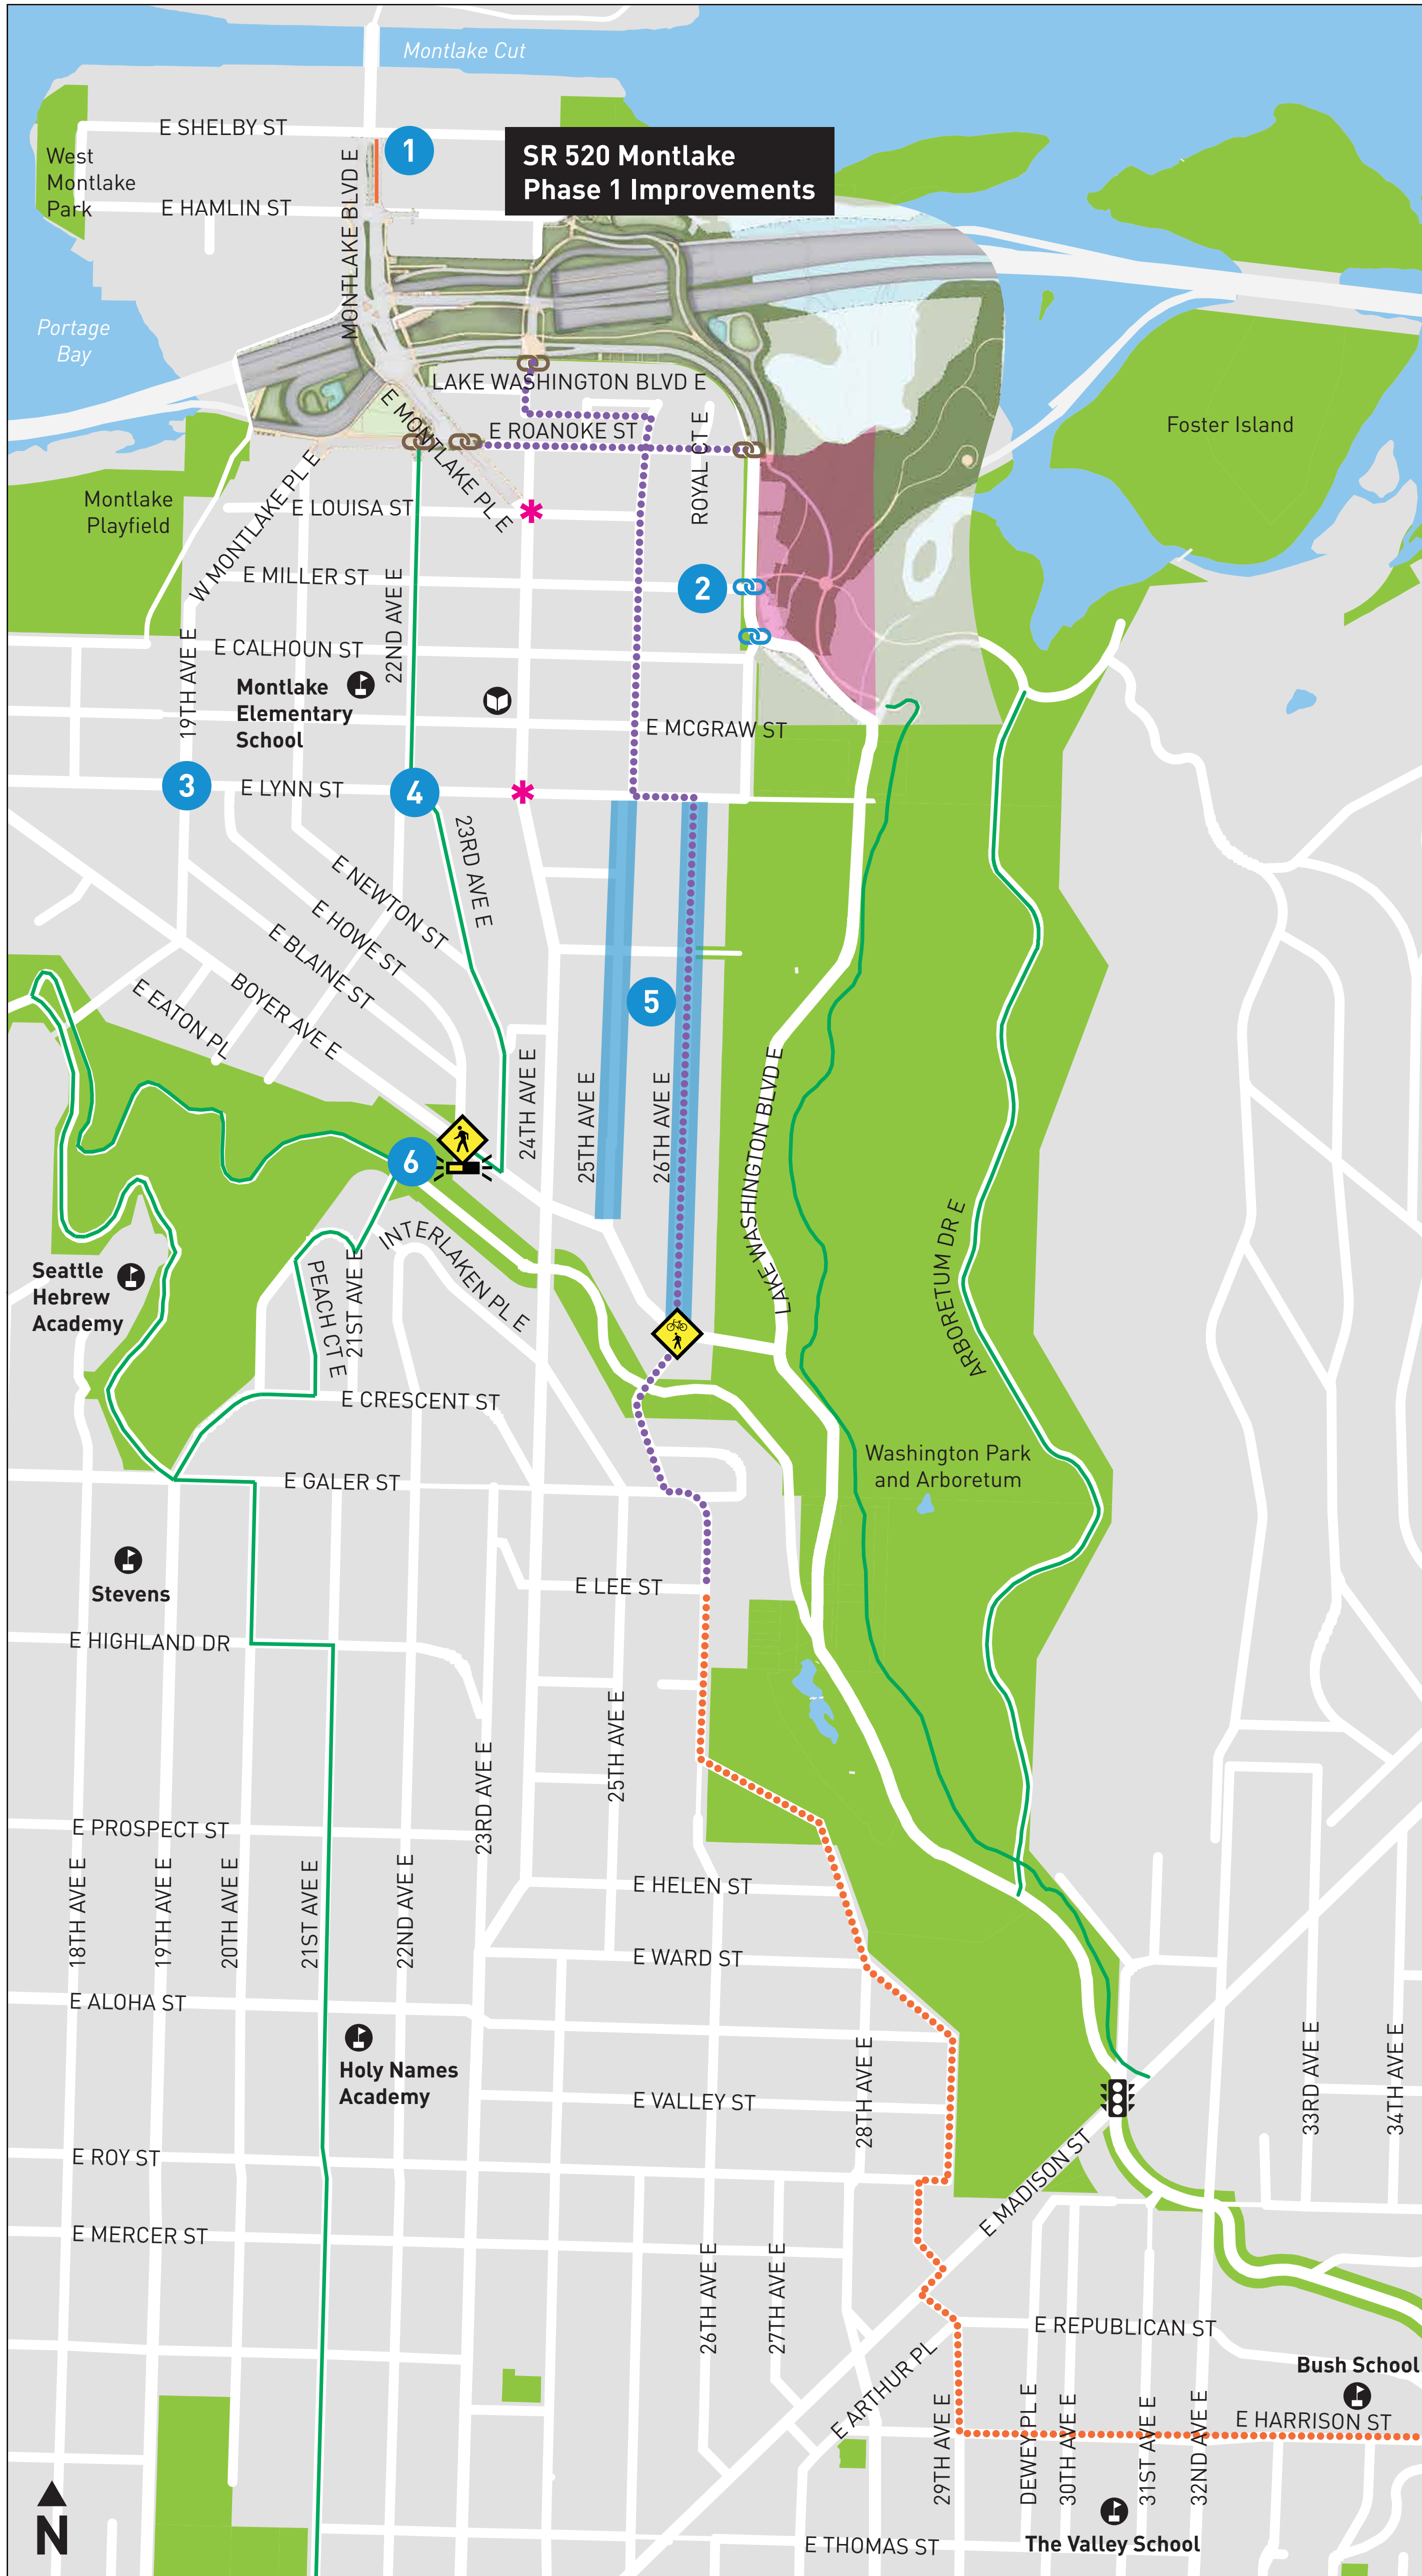 Montlake Cut
E SHELBY ST
1
SR 520 Montlake
Phase 1 Improvements
West
Montlake
Park
MONTLAKE BLVD E
E HAMLIN ST
Portage
Bay
LAKE WASHINGTON BLVD E
E MONTLAKE PL E
E ROANOKE ST
ROYAL CT E
Foster Island
Montlake
Playfield
W MONTLAKE PL E
E LOUISA ST
E MILLER ST
2
22ND AVE E
19TH AVE E
E CALHOUN ST
Montlake
Elementary
School
E MCGRAW ST
3
E LYNN ST
4
23RD AVE E
E NEWTON ST
E HOWE ST
E BLAINE ST
BOYER AVE E
E EATON PL
5
24TH AVE E
25TH AVE E
26TH AVE E
LAKE WASHINGTON BLVD E
6
ARBORETUM DR E
INTERLAKEN PL E
Seattle
Hebrew
Academy
PEACH CT E
21ST AVE E
E CRESCENT ST
Washington Park
and Arboretum
E GALER ST
Stevens
E LEE ST
E HIGHLAND DR
25TH AVE E
23RD AVE E
E PROSPECT ST
18TH AVE E
19TH AVE E
20TH AVE E
21ST AVE E
22ND AVE E
E HELEN ST
E WARD ST
E ALOHA ST
Holy Names
Academy
28TH AVE E
33RD AVE E
34TH AVE E
E VALLEY ST
E ROY ST
E MADISON ST
E MERCER ST
26TH AVE E
27TH AVE E
E REPUBLICAN ST
E ARTHUR PL
Bush School
29TH AVE E
DEWEY PL E
30TH AVE E
31ST AVE E
32ND AVE E
E HARRISON ST
N
E THOMAS ST
The Valley School